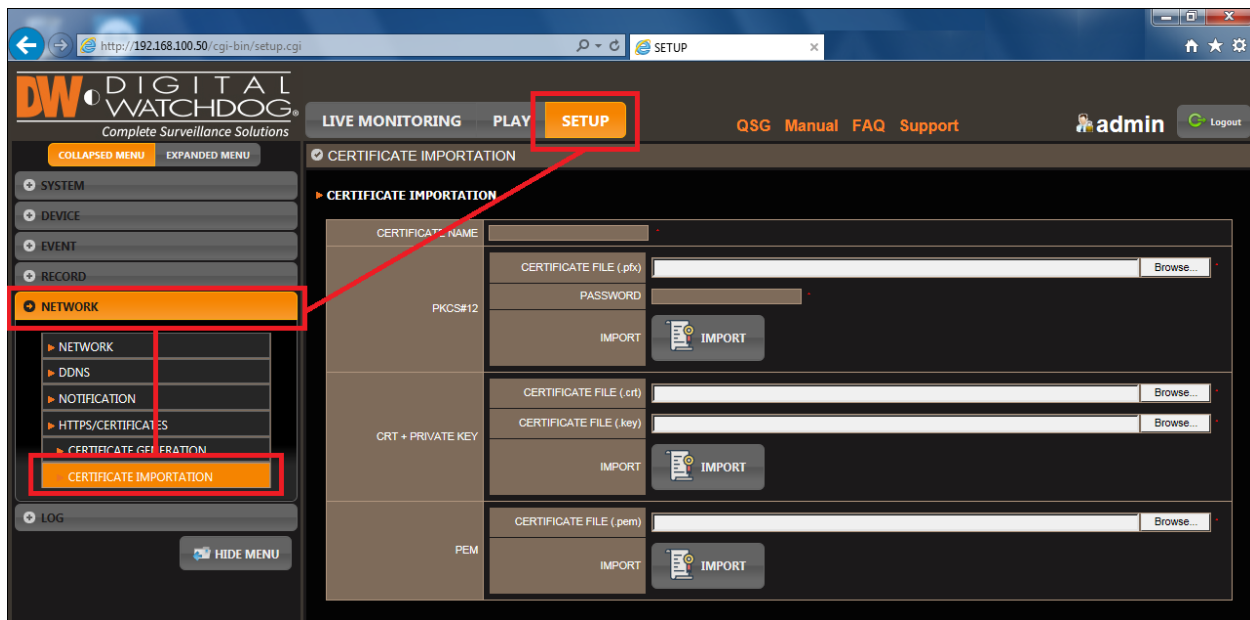 http://192.168.100.50/cgi-bin/setup.cgi
SETUP
DW DIGITAL
WATCHDOG®
Complete Surveillance Solutions
LIVE MONITORING PLAY SETUP
QSG Manual FAQ Support
admin
Logout
COLLAPSED MENU EXPANDED MENU
CERTIFICATE IMPORTATION
SYSTEM
DEVICE
EVENT
RECORD
NETWORK
NETWORK
DDNS
NOTIFICATION
HTTPS/CERTIFICATES
CERTIFICATE GENERATION
CERTIFICATE IMPORTATION
LOG
HIDE MENU
CERTIFICATE IMPORTATION
CERTIFICATE NAME *
PKCS#12
CERTIFICATE FILE (.pfx) Browse... *
PASSWORD *
IMPORT IMPORT
CRT + PRIVATE KEY
CERTIFICATE FILE (.crt) Browse... *
CERTIFICATE FILE (.key) Browse... *
IMPORT IMPORT
PEM
CERTIFICATE FILE (.pem) Browse... *
IMPORT IMPORT